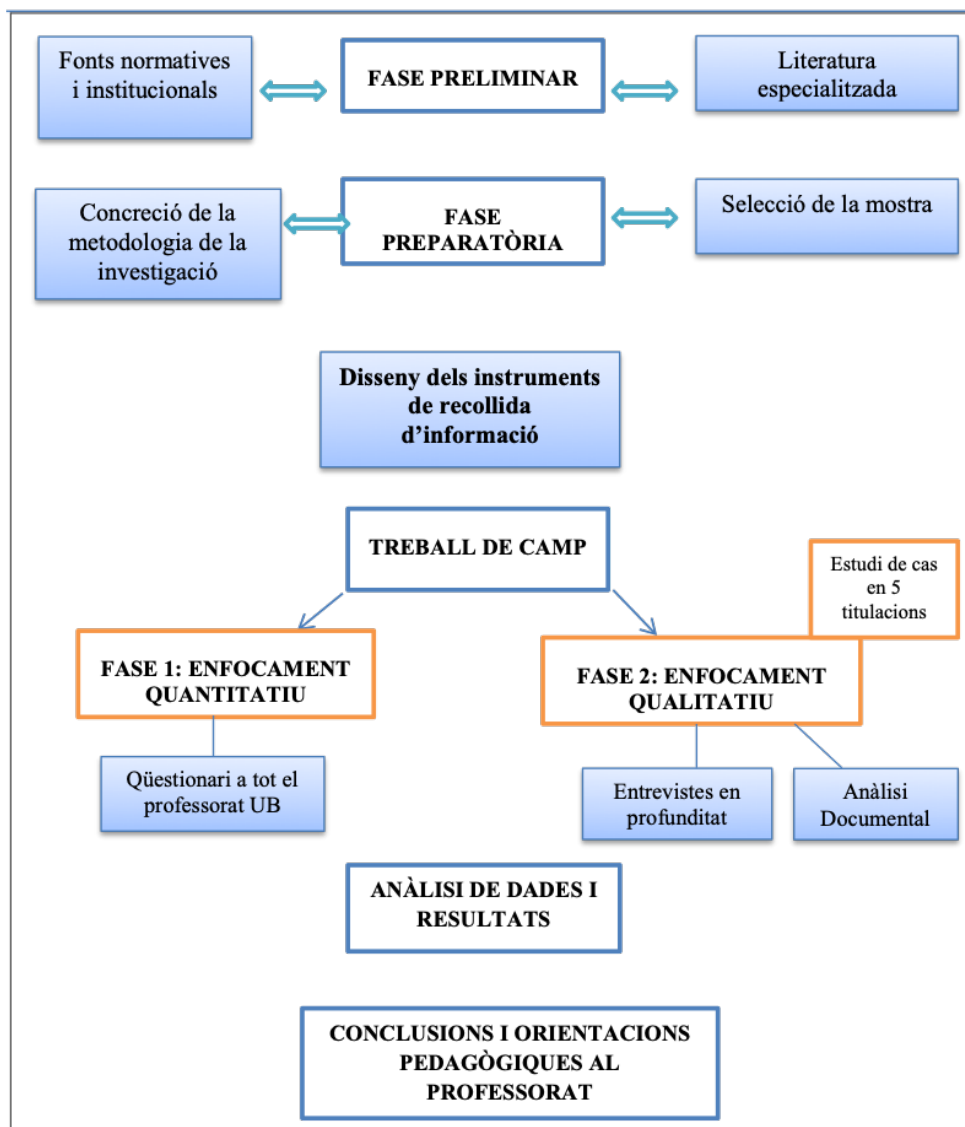 Fonts normatives
i institucionals
FASE PRELIMINAR
Literatura
especialitzada
Concreció de la
metodologia de la
investigació
FASE
PREPARATÒRIA
Selecció de la mostra
Disseny dels instruments
de recollida
d’informació
TREBALL DE CAMP
Estudi de cas
en 5
titulacions
FASE 1: ENFOCAMENT
QUANTITATIU
FASE 2: ENFOCAMENT
QUALITATIU
Qüestionari a tot el
professorat UB
Entrevistes en
profunditat
Anàlisi
Documental
ANÀLISI DE DADES I
RESULTATS
CONCLUSIONS I ORIENTACIONS
PEDAGÒGIQUES AL
PROFESSORAT